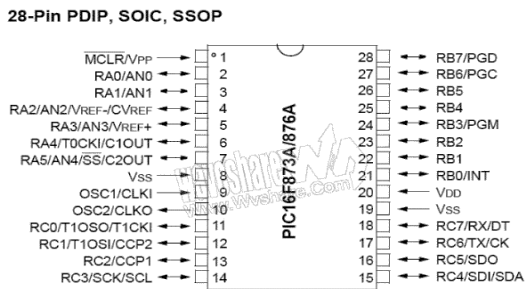 28-Pin PDIP, SOIC, SSOP
MCLR/VPP 1 28 RB7/PGD
RA0/AN0 2 27 RB6/PGC
RA1/AN1 3 26 RB5
RA2/AN2/VREF-/CVREF 4 25 RB4
RA3/AN3/VREF+ 5 24 RB3/PGM
RA4/T0CKI/C1OUT 6 23 RB2
RA5/AN4/SS/C2OUT 7 22 RB1
VSS 8 21 RB0/INT
OSC1/CLKI 9 20 VDD
OSC2/CLKO 10 19 VSS
RC0/T1OSO/T1CKI 11 18 RC7/RX/DT
RC1/T1OSI/CCP2 12 17 RC6/TX/CK
RC2/CCP1 13 16 RC5/SDO
RC3/SCK/SCL 14 15 RC4/SDI/SDA
PIC16F873A/876A
Wvshare
www.Wvshare.com